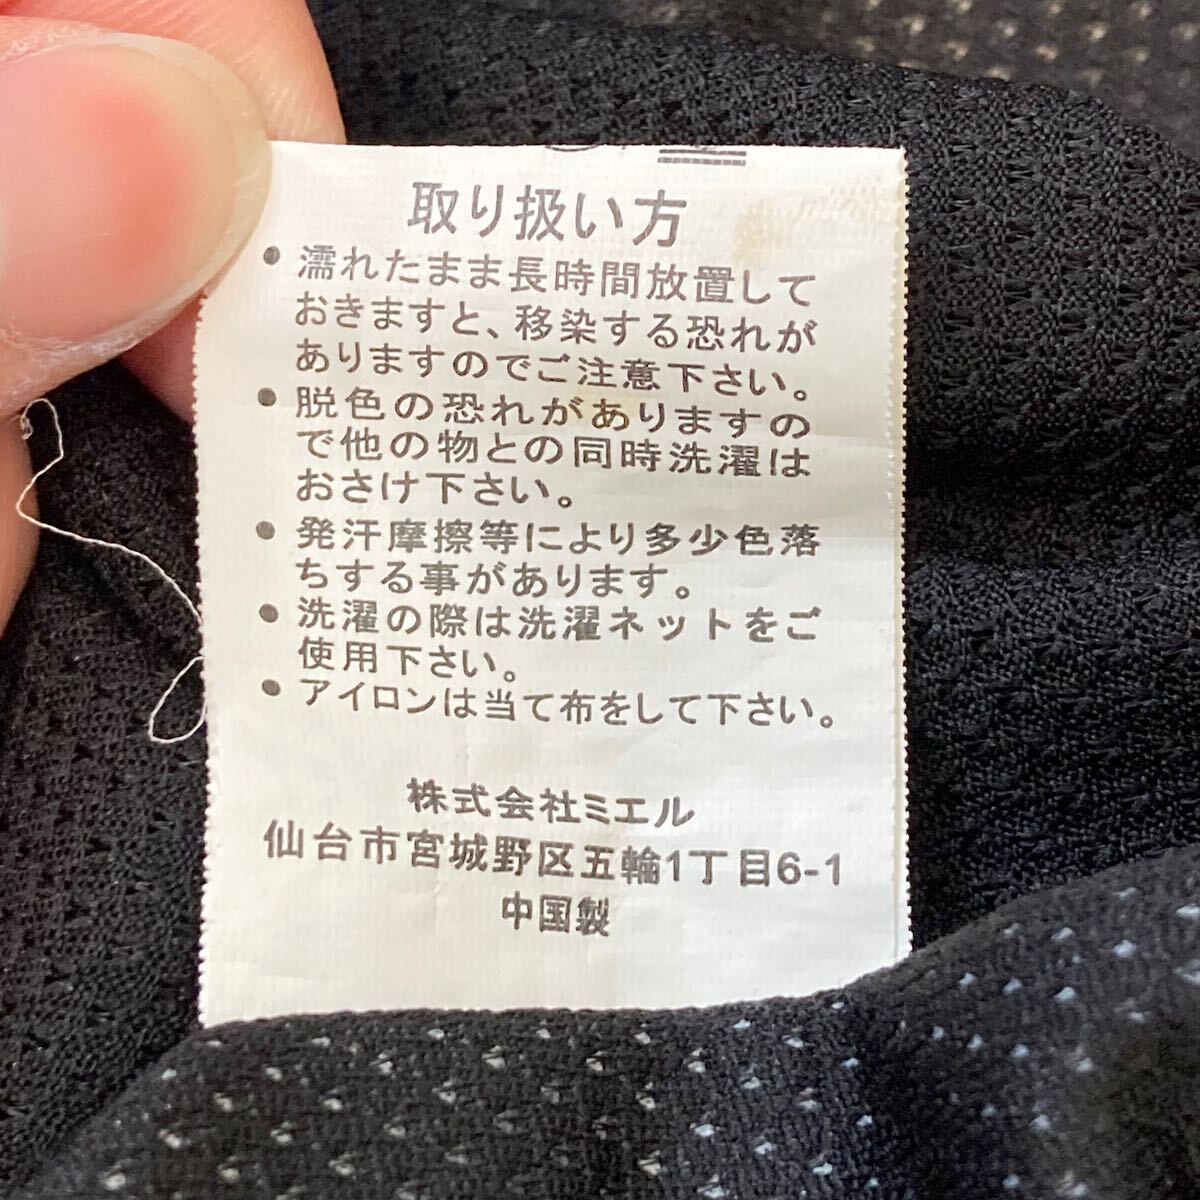 取り扱い方
• 濡れたまま長時間放置して
おきますと、移染する恐れが
ありますのでご注意下さい。
• 脱色の恐れがありますの
で他の物との同時洗濯は
おさけ下さい。
• 発汗摩擦等により多少色落
ちする事があります。
• 洗濯の際は洗濯ネットをご
使用下さい。
• アイロンは当て布をして下さい。
株式会社ミエル
仙台市宮城野区五輪1丁目6-1
中国製